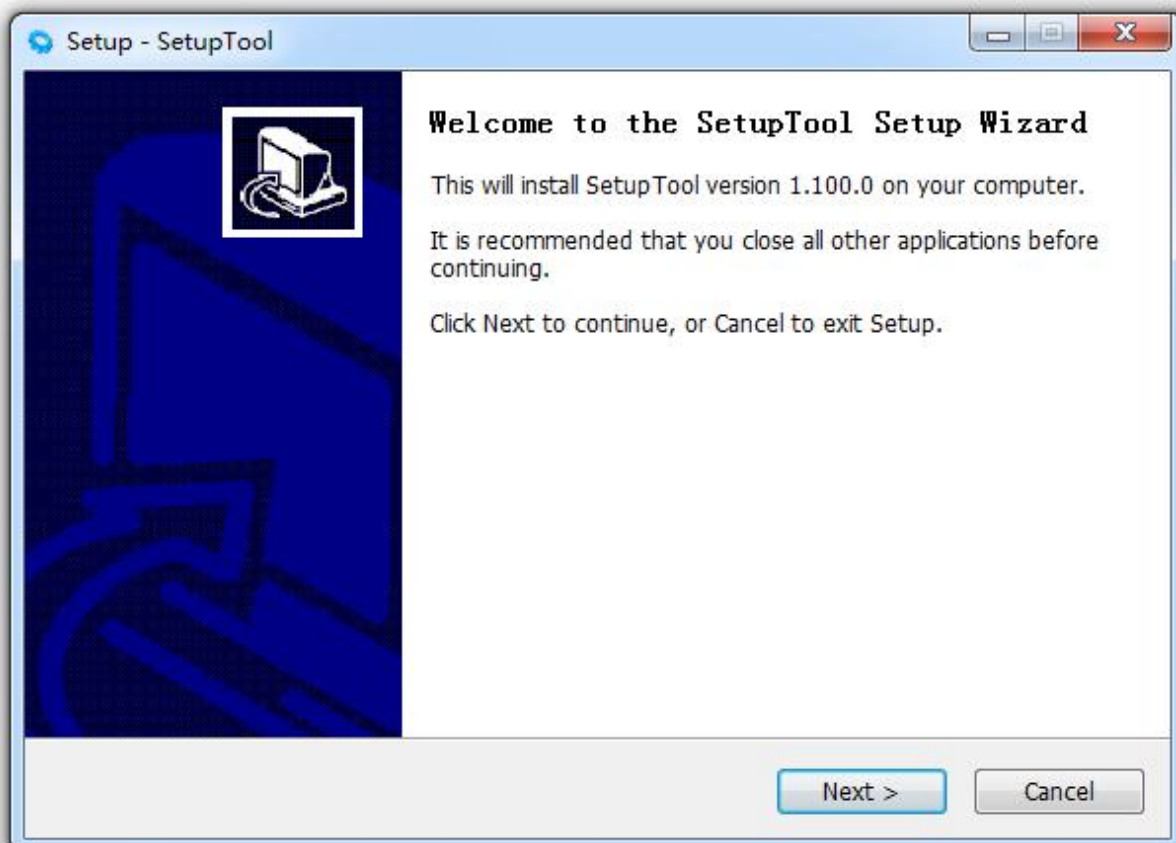 Setup - SetupTool
Welcome to the SetupTool Setup Wizard
This will install SetupTool version 1.100.0 on your computer.
It is recommended that you close all other applications before
continuing.
Click Next to continue, or Cancel to exit Setup.
Next >
Cancel